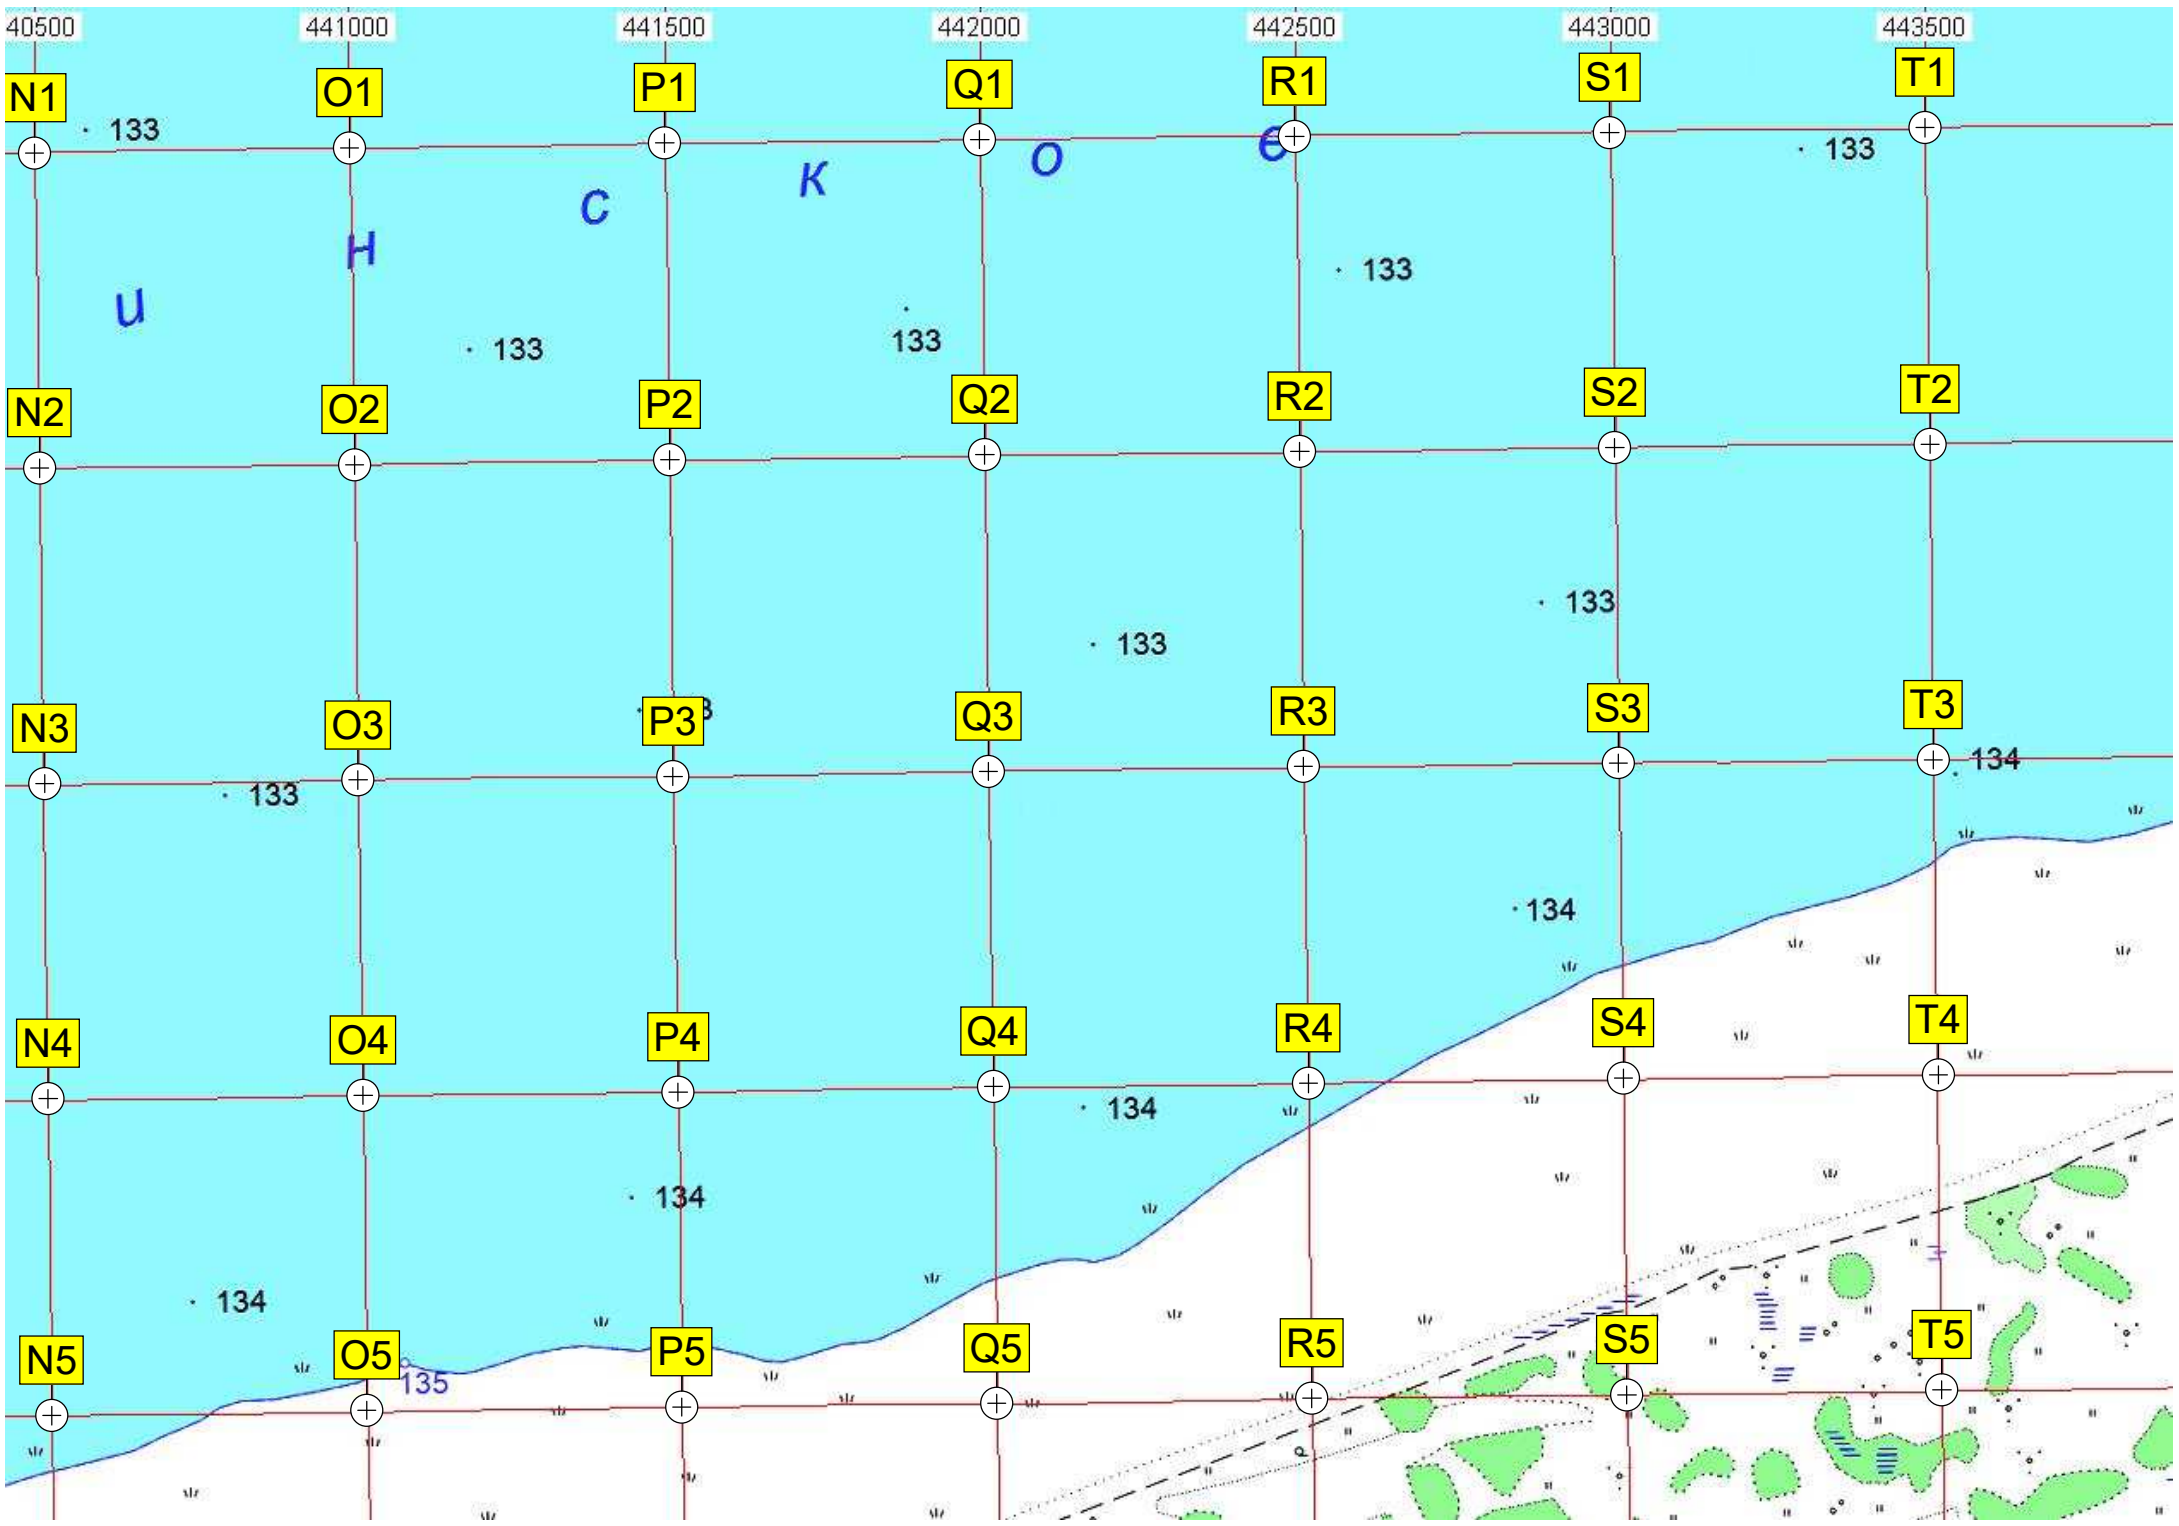 40500 441000 441500 442000 442500 443000 443500
N1 O1 P1 Q1 R1 S1 T1
133 133
и н с к о е
133
133 133
N2 O2 P2 Q2 R2 S2 T2
133 133
N3 O3 P3 Q3 R3 S3 T3
3
133 134
134
N4 O4 P4 Q4 R4 S4 T4
134
134
134
N5 O5 P5 Q5 R5 S5 T5
135